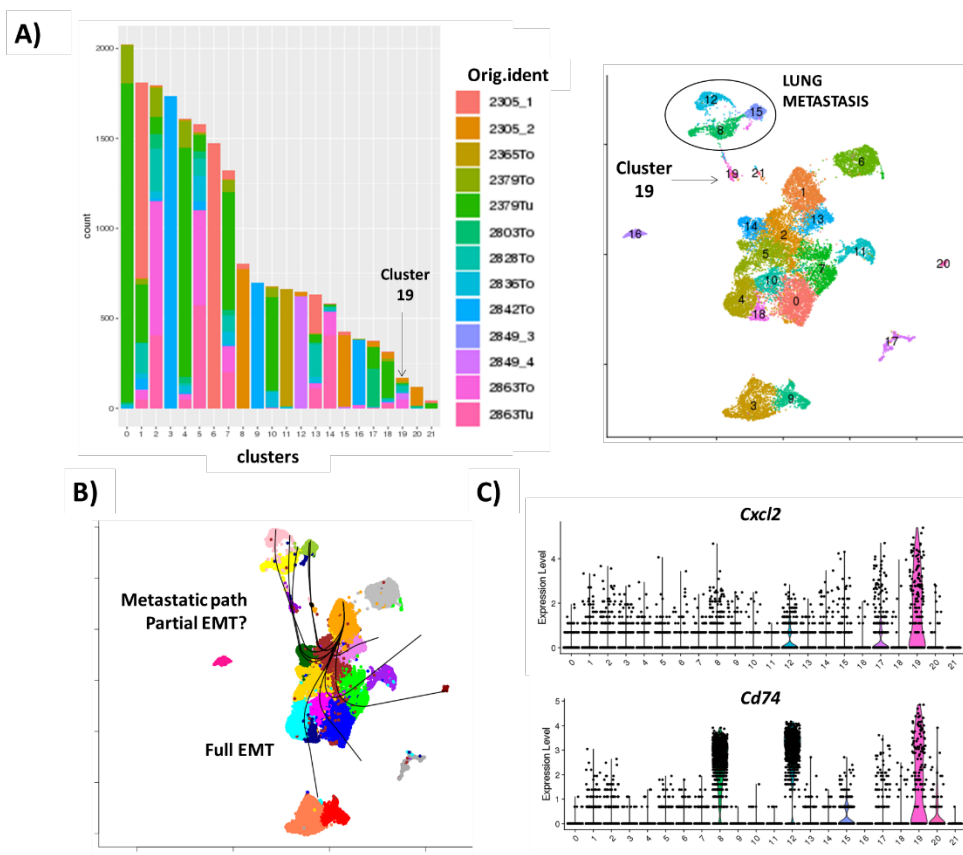 A)
2000
1500
1000
500
0
count
0 1 2 3 4 5 6 7 8 9 10 11 12 13 14 15 16 17 18 19 20 21
clusters
Cluster
19
Orig.ident
2305_1
2305_2
2365To
2379To
2379Tu
2803To
2828To
2836To
2842To
2849_3
2849_4
2863To
2863Tu
LUNG
METASTASIS
Cluster
19
12
15
8
19
21
6
1
14
13
2
5
11
7
16
20
10
4
0
18
17
3
9
B)
Metastatic path
Partial EMT?
Full EMT
C)
Cxcl2
Expression Level
4
2
0
0 1 2 3 4 5 6 7 8 9 10 11 12 13 14 15 16 17 18 19 20 21
Cd74
Expression Level
5
4
3
2
1
0
0 1 2 3 4 5 6 7 8 9 10 11 12 13 14 15 16 17 18 19 20 21